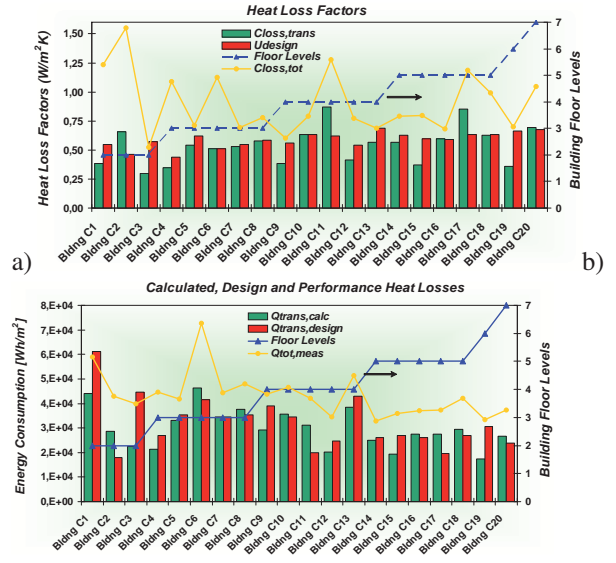 Heat Loss Factors
Heat Loss Factors (W/m² K)
1,50
1,25
1,00
0,75
0,50
0,25
0,00
Closs,trans
Udesign
Floor Levels
Closs,tot
7
6
5
4
3
2
1
0
Building Floor Levels
Bldng C1
Bldng C2
Bldng C3
Bldng C4
Bldng C5
Bldng C6
Bldng C7
Bldng C8
Bldng C9
Bldng C10
Bldng C11
Bldng C12
Bldng C13
Bldng C14
Bldng C15
Bldng C16
Bldng C17
Bldng C18
Bldng C19
Bldng C20
a)
b)
Calculated, Design and Performance Heat Losses
Energy Consumption [Wh/m²]
8,E+04
7,E+04
6,E+04
5,E+04
4,E+04
3,E+04
2,E+04
1,E+04
0,E+00
Qtrans,calc
Qtrans,design
Floor Levels
Qtot,meas
7
6
5
4
3
2
1
0
Building Floor Levels
Bldng C1
Bldng C2
Bldng C3
Bldng C4
Bldng C5
Bldng C6
Bldng C7
Bldng C8
Bldng C9
Bldng C10
Bldng C11
Bldng C12
Bldng C13
Bldng C14
Bldng C15
Bldng C16
Bldng C17
Bldng C18
Bldng C19
Bldng C20